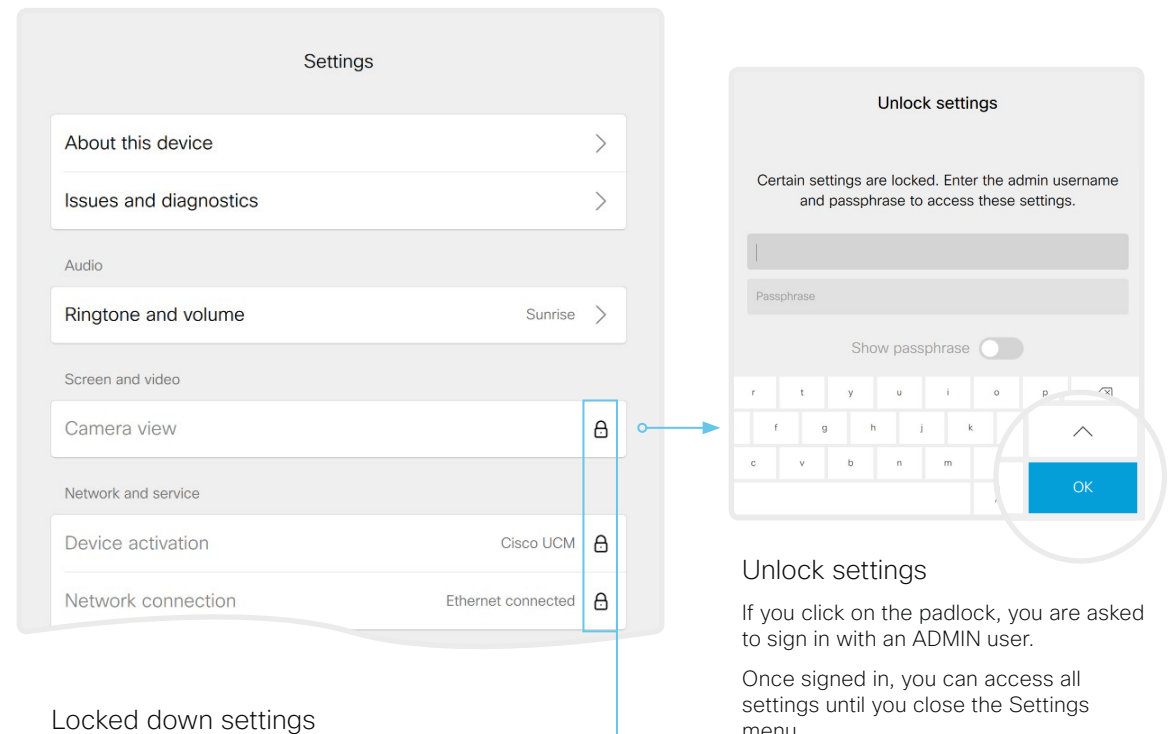 Settings
About this device
Issues and diagnostics
Audio
Ringtone and volume Sunrise
Screen and video
Camera view
Network and service
Device activation Cisco UCM
Network connection Ethernet connected
Locked down settings
Unlock settings
Certain settings are locked. Enter the admin username
and passphrase to access these settings.
Passphrase
Show passphrase
r t y u i o p
f g h j k
c v b n m
OK
Unlock settings
If you click on the padlock, you are asked
to sign in with an ADMIN user.
Once signed in, you can access all
settings until you close the Settings
menu